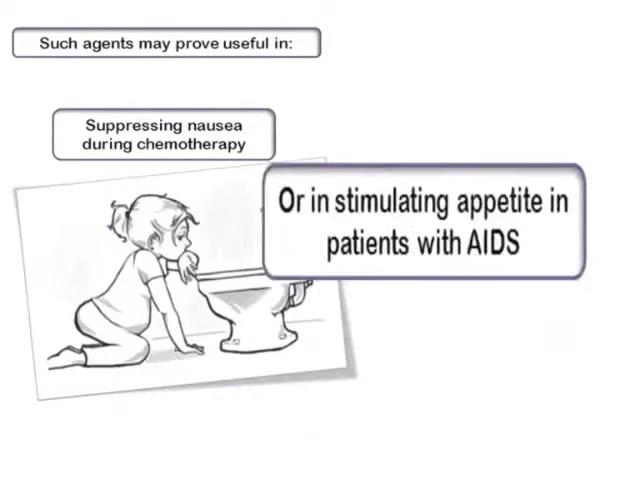 Such agents may prove useful in:
Suppressing nausea
during chemotherapy
Or in stimulating appetite in
patients with AIDS